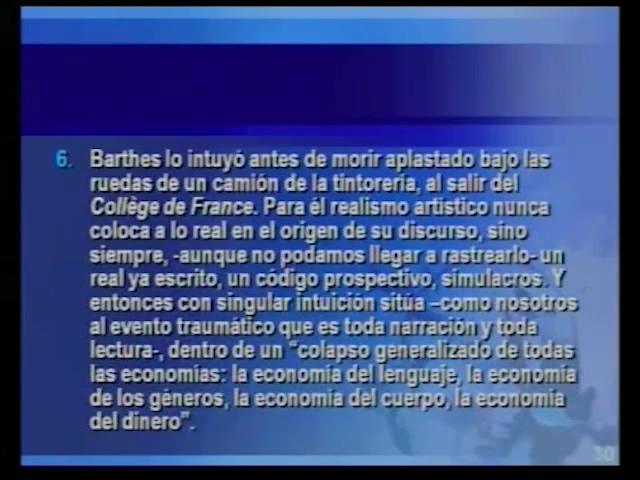 6. Barthes lo intuyó antes de morir aplastado bajo las
ruedas de un camión de la tintorería, al salir del
Collège de France. Para él realismo artístico nunca
coloca a lo real en el origen de su discurso, sino
siempre, -aunque no podamos llegar a rastrearlo- un
real ya escrito, un código prospectivo, simulacros. Y
entonces con singular intuición sitúa –como nosotros
al evento traumático que es toda narración y toda
lectura-, dentro de un “colapso generalizado de todas
las economías: la economía del lenguaje, la economía
de los géneros, la economía del cuerpo, la economía
del dinero”.
30